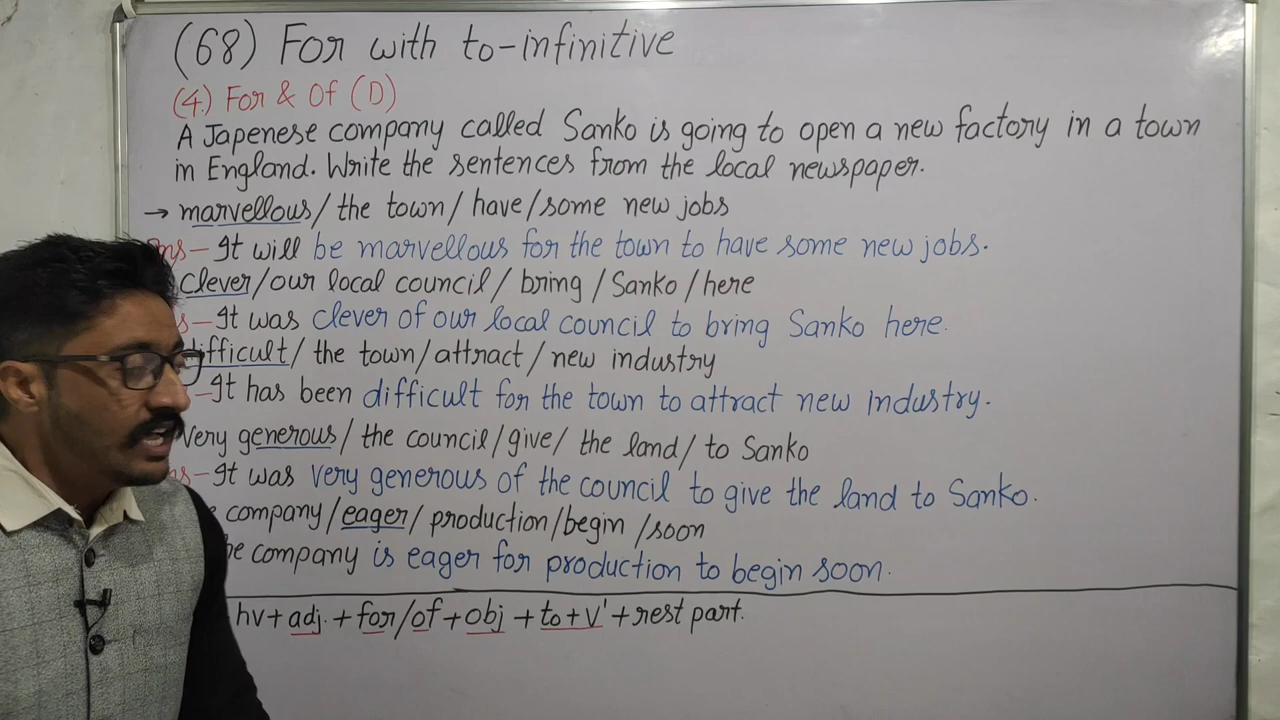 (68) For with to-infinitive
(4) For & Of (D)
A Japenese company called Sanko is going to open a new factory in a town
in England. Write the sentences from the local newspaper.
→ marvellous / the town / have / some new jobs
It will be marvellous for the town to have some new jobs.
Clever / our local council / bring / Sanko / here
It was clever of our local council to bring Sanko here.
difficult / the town / attract / new industry
It has been difficult for the town to attract new industry.
Very generous / the council / give / the land / to Sanko
It was very generous of the council to give the land to Sanko.
company / eager / production / begin / soon
company is eager for production to begin soon.
hv + adj. + for/of + obj + to + V' + rest part.